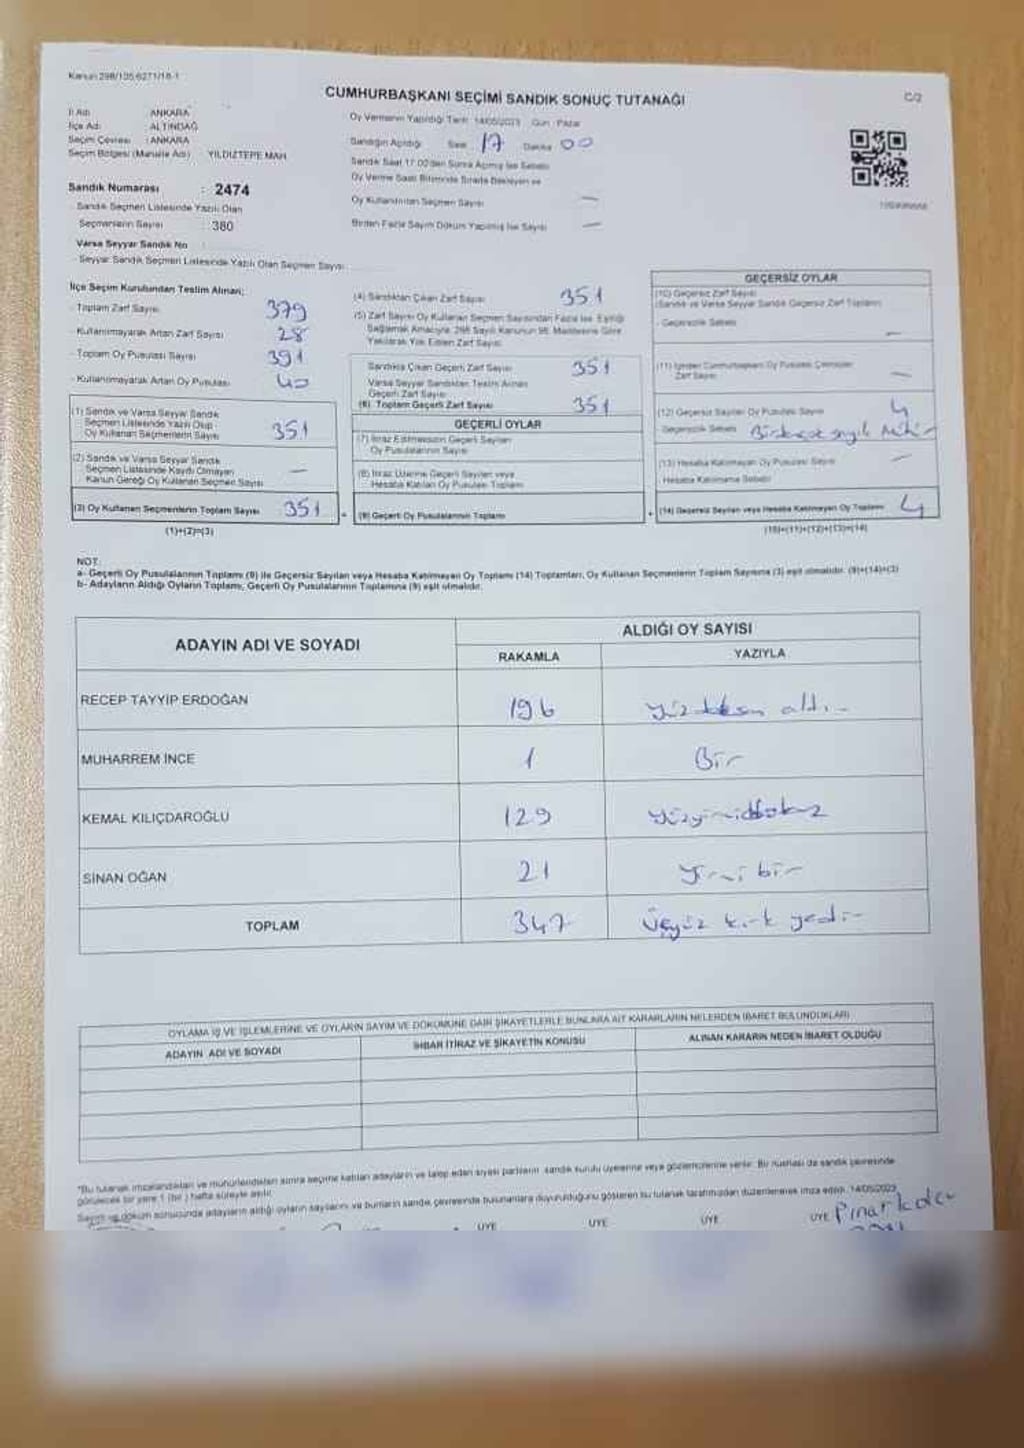 Kanun 298/135 6271/18-1
CUMHURBAŞKANI SEÇİMİ SANDIK SONUÇ TUTANAĞI
C/2
İl Adı : ANKARA
İlçe Adı : ALTINDAĞ
Seçim Çevresi : ANKARA
Seçim Bölgesi (Mahalle Adı) : YILDIZTEPE MAH
Sandık Numarası : 2474
Sandık Seçmen Listesinde Yazılı Olan
Seçmenlerin Sayısı : 380
Varsa Seyyar Sandık No
Seyyar Sandık Seçmen Listesinde Yazılı Olan Seçmen Sayısı :
Oy Vermenin Yapıldığı Tarih : 14/05/2023 Gün : Pazar
Sandığın Açıldığı Saat 17 Dakika 00
Sandık Saat 17.00'den Sonra Açılmış İse Sebebi
Oy Verme Saati Bitiminde Sırada Bekleyen ve
Oy Kullandırılan Seçmen Sayısı —
Birden Fazla Sayım Döküm Yapılmış İse Sayısı —
İlçe Seçim Kurulundan Teslim Alınan;
- Toplam Zarf Sayısı 379
- Kullanılmayarak Artan Zarf Sayısı 28
- Toplam Oy Pusulası Sayısı 391
- Kullanılmayarak Artan Oy Pusulası 40
(1) Sandık ve Varsa Seyyar Sandık
Seçmen Listesinde Yazılı Olup
Oy Kullanan Seçmenlerin Sayısı 351
(2) Sandık ve Varsa Seyyar Sandık
Seçmen Listesinde Kaydı Olmayan
Kanun Gereği Oy Kullanan Seçmen Sayısı —
(3) Oy Kullanan Seçmenlerin Toplam Sayısı 351
(1)+(2)=(3)
(4) Sandıktan Çıkan Zarf Sayısı 351
(5) Zarf Sayısı Oy Kullanan Seçmen Sayısından Fazla İse, Eşitliği
Sağlamak Amacıyla, 298 Sayılı Kanunun 98. Maddesine Göre
Yakılarak Yok Edilen Zarf Sayısı
Sandıkta Çıkan Geçerli Zarf Sayısı 351
Varsa Seyyar Sandıktan Teslim Alınan
Geçerli Zarf Sayısı
(6) Toplam Geçerli Zarf Sayısı 351
GEÇERLİ OYLAR
(7) İtiraz Edilmeksizin Geçerli Sayılan
Oy Pusulalarının Sayısı
(8) İtiraz Üzerine Geçerli Sayılan veya
Hesaba Katılan Oy Pusulası Toplamı
(9) Geçerli Oy Pusulalarının Toplamı
GEÇERSİZ OYLAR
(10) Geçersiz Zarf Sayısı
(Sandık ve Varsa Seyyar Sandık Geçersiz Zarf Toplamı)
- Geçersizlik Sebebi —
(11) İçinden Cumhurbaşkanı Oy Pusulası Çıkmayan
Zarf Sayısı —
(12) Geçersiz Sayılan Oy Pusulası Sayısı 4
Geçersizlik Sebebi
(13) Hesaba Katılmayan Oy Pusulası Sayısı —
- Hesaba Katılmama Sebebi
(14) Geçersiz Sayılan veya Hesaba Katılmayan Oy Toplamı 4
(10)+(11)+(12)+(13)=(14)
NOT:
a- Geçerli Oy Pusulalarının Toplamı (9) ile Geçersiz Sayılan veya Hesaba Katılmayan Oy Toplamı (14) Toplamları, Oy Kullanan Seçmenlerin Toplam Sayısına (3) eşit olmalıdır. (9)+(14)=(3)
b- Adayların Aldığı Oyların Toplamı, Geçerli Oy Pusulalarının Toplamına (9) eşit olmalıdır.
ADAYIN ADI VE SOYADI
ALDIĞI OY SAYISI
RAKAMLA YAZIYLA
RECEP TAYYİP ERDOĞAN 196 yüz doksan altı
MUHARREM İNCE 1 Bir
KEMAL KILIÇDAROĞLU 129 yüzyirmidokuz
SİNAN OĞAN 21 yirmi bir
TOPLAM 347 Üçyüz kırk yedi
OYLAMA İŞ VE İŞLEMLERİNE VE OYLARIN SAYIM VE DÖKÜMÜNE DAİR ŞİKAYETLERLE BUNLARA AİT KARARLARIN NELERDEN İBARET BULUNDUKLARI
ADAYIN ADI VE SOYADI İHBAR İTİRAZ VE ŞİKAYETİN KONUSU ALINAN KARARIN NEDEN İBARET OLDUĞU
"Bu tutanak imzalandıktan ve mühürlendikten sonra seçime katılan adayların ve talep eden siyasi partilerin sandık kurulu üyelerine veya gözlemcilerine verilir. Bir nüshası da sandık çevresinde
görülecek bir yere 1 (bir) hafta süreyle asılır.
Sayım ve döküm sonucunda adayların aldığı oyların sayısını ve bunların sandık çevresinde bulunanlara duyurulduğunu gösteren bu tutanak tarafımızdan düzenlenerek imza edildi. 14/05/2023
ÜYE ÜYE ÜYE ÜYE Pınar